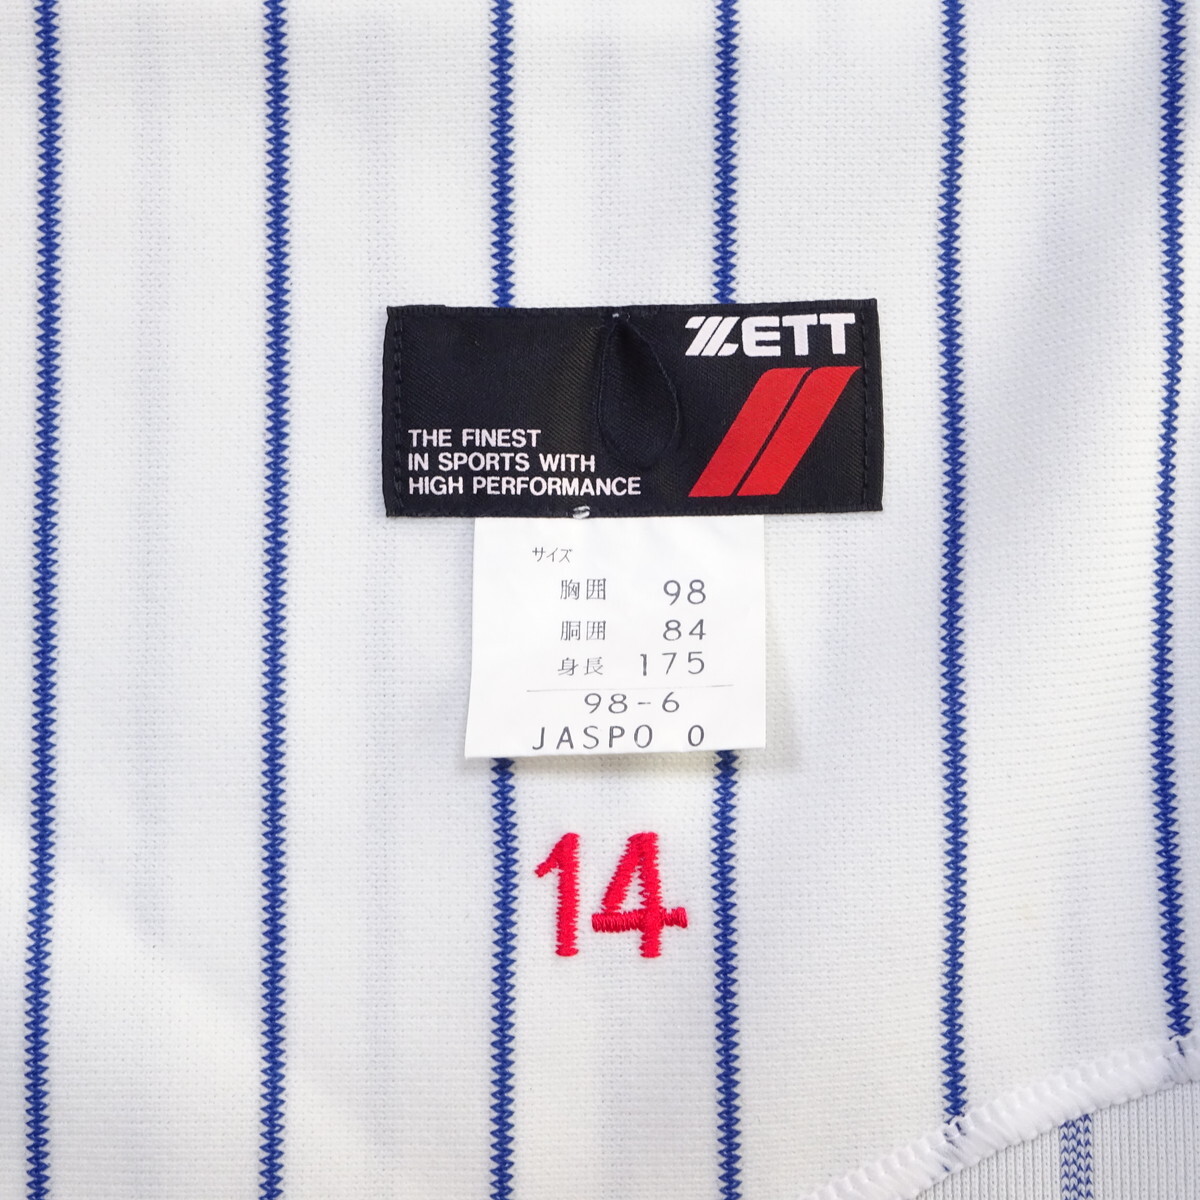 ZETT
THE FINEST
IN SPORTS WITH
HIGH PERFORMANCE
サイズ
胸囲 98
胴囲 84
身長 175
98-6
JASPO 0
14